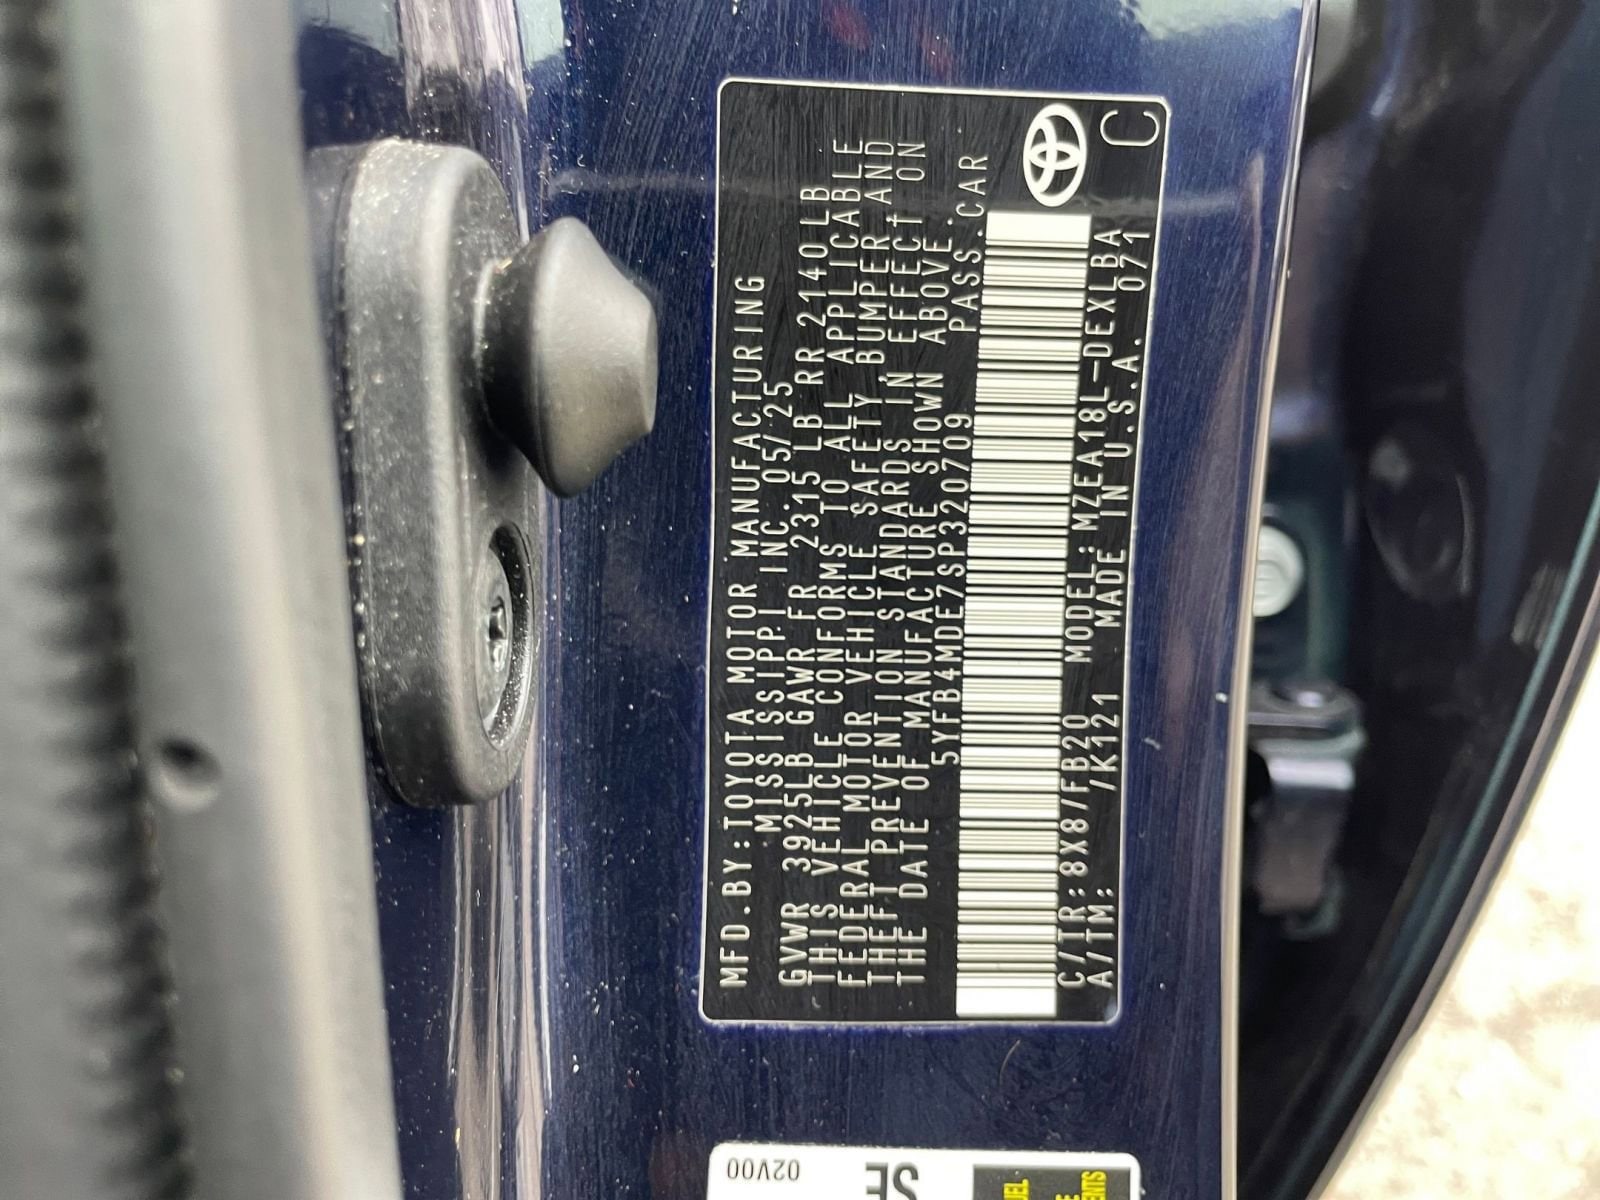 MFD.BY:TOYOTA MOTOR MANUFACTURING
MISSISSIPPI INC. 05/25
GVWR 3925LB GAWR FR 2315 LB RR 2140LB
THIS VEHICLE CONFORMS TO ALL APPLICABLE
FEDERAL MOTOR VEHICLE SAFETY, BUMPER,AND
THEFT PREVENTION STANDARDS IN EFFECT ON
THE DATE OF MANUFACTURE SHOWN ABOVE.
5YFB4MDE7SP320709 PASS.CAR
C/TR:8X8/FB20 MODEL:MZEA18L-DEXLBA
A/TM: /K121 MADE IN U.S.A. 071
C
02V00
SE